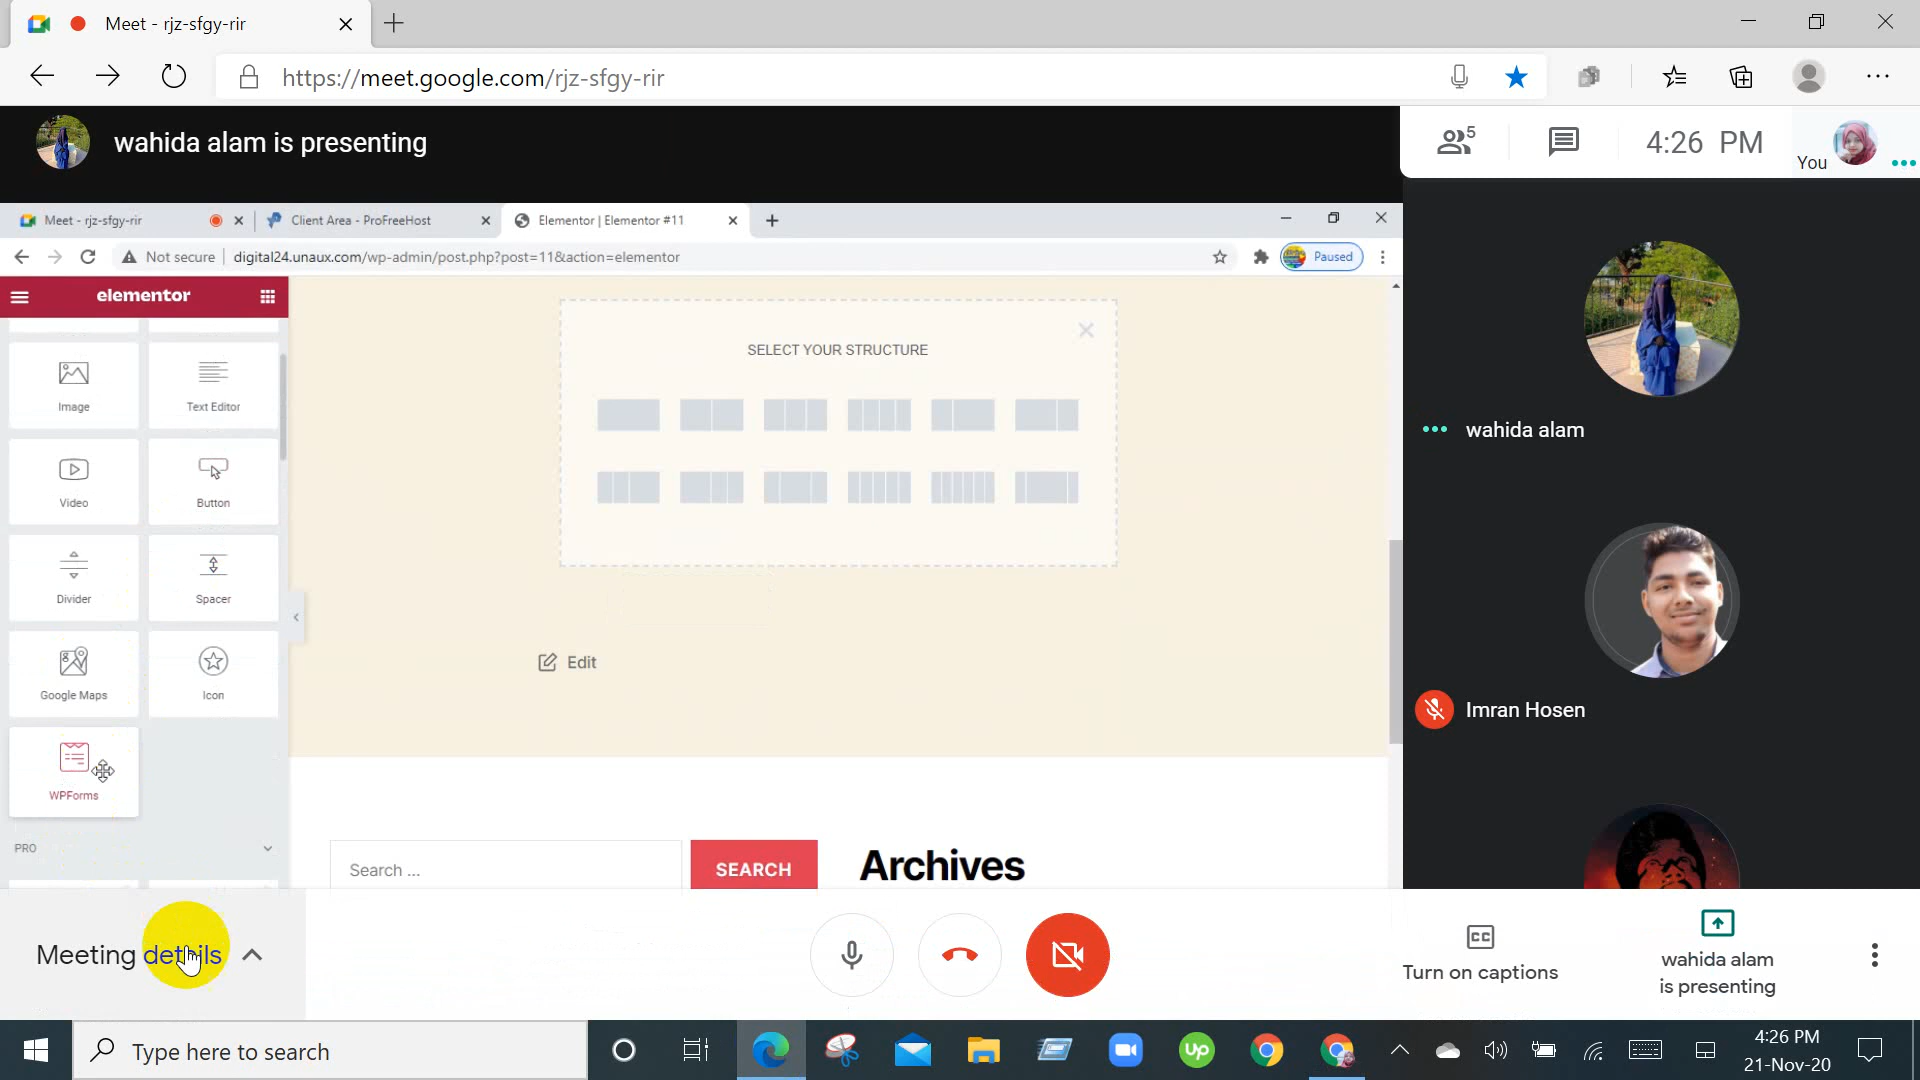 Meet - rjz-sfgy-rir
https://meet.google.com/rjz-sfgy-rir
wahida alam is presenting
5
4:26 PM
You
Meet - rjz-sfgy-rir
Client Area - ProFreeHost
Elementor | Elementor #11
Not secure
digital24.unaux.com/wp-admin/post.php?post=11&action=elementor
Paused
elementor
Image
Text Editor
Video
Button
Divider
Spacer
Google Maps
Icon
WPForms
PRO
SELECT YOUR STRUCTURE
Edit
Search ...
SEARCH
Archives
wahida alam
Imran Hosen
Meeting details
CC
Turn on captions
wahida alam
is presenting
Type here to search
up
4:26 PM
21-Nov-20